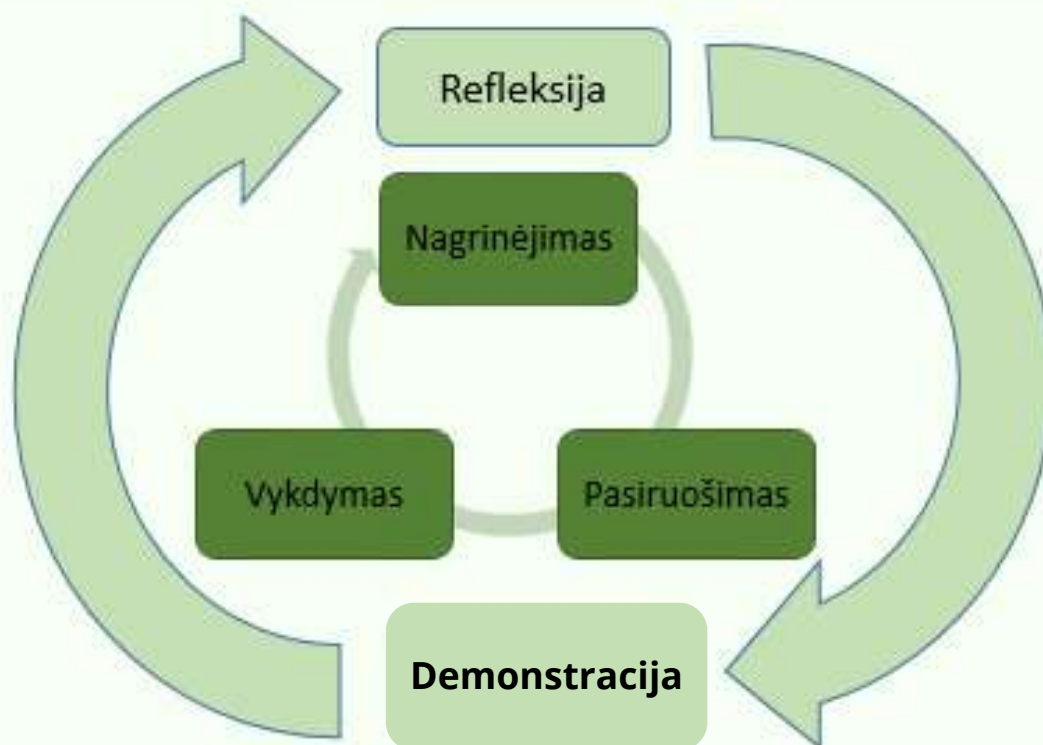 Refleksija
Nagrinėjimas
Vykdymas
Pasiruošimas
Demonstracija